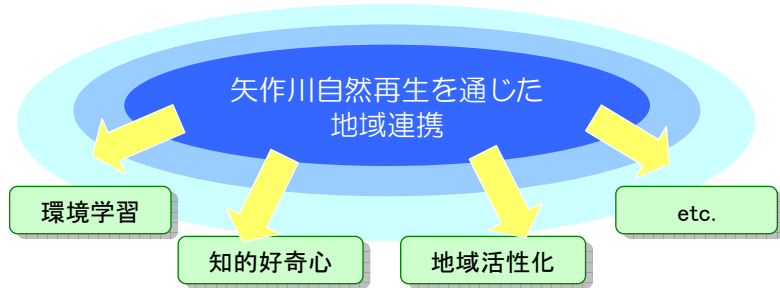 矢作川自然再生を通じた
地域連携
環境学習
etc.
知的好奇心
地域活性化